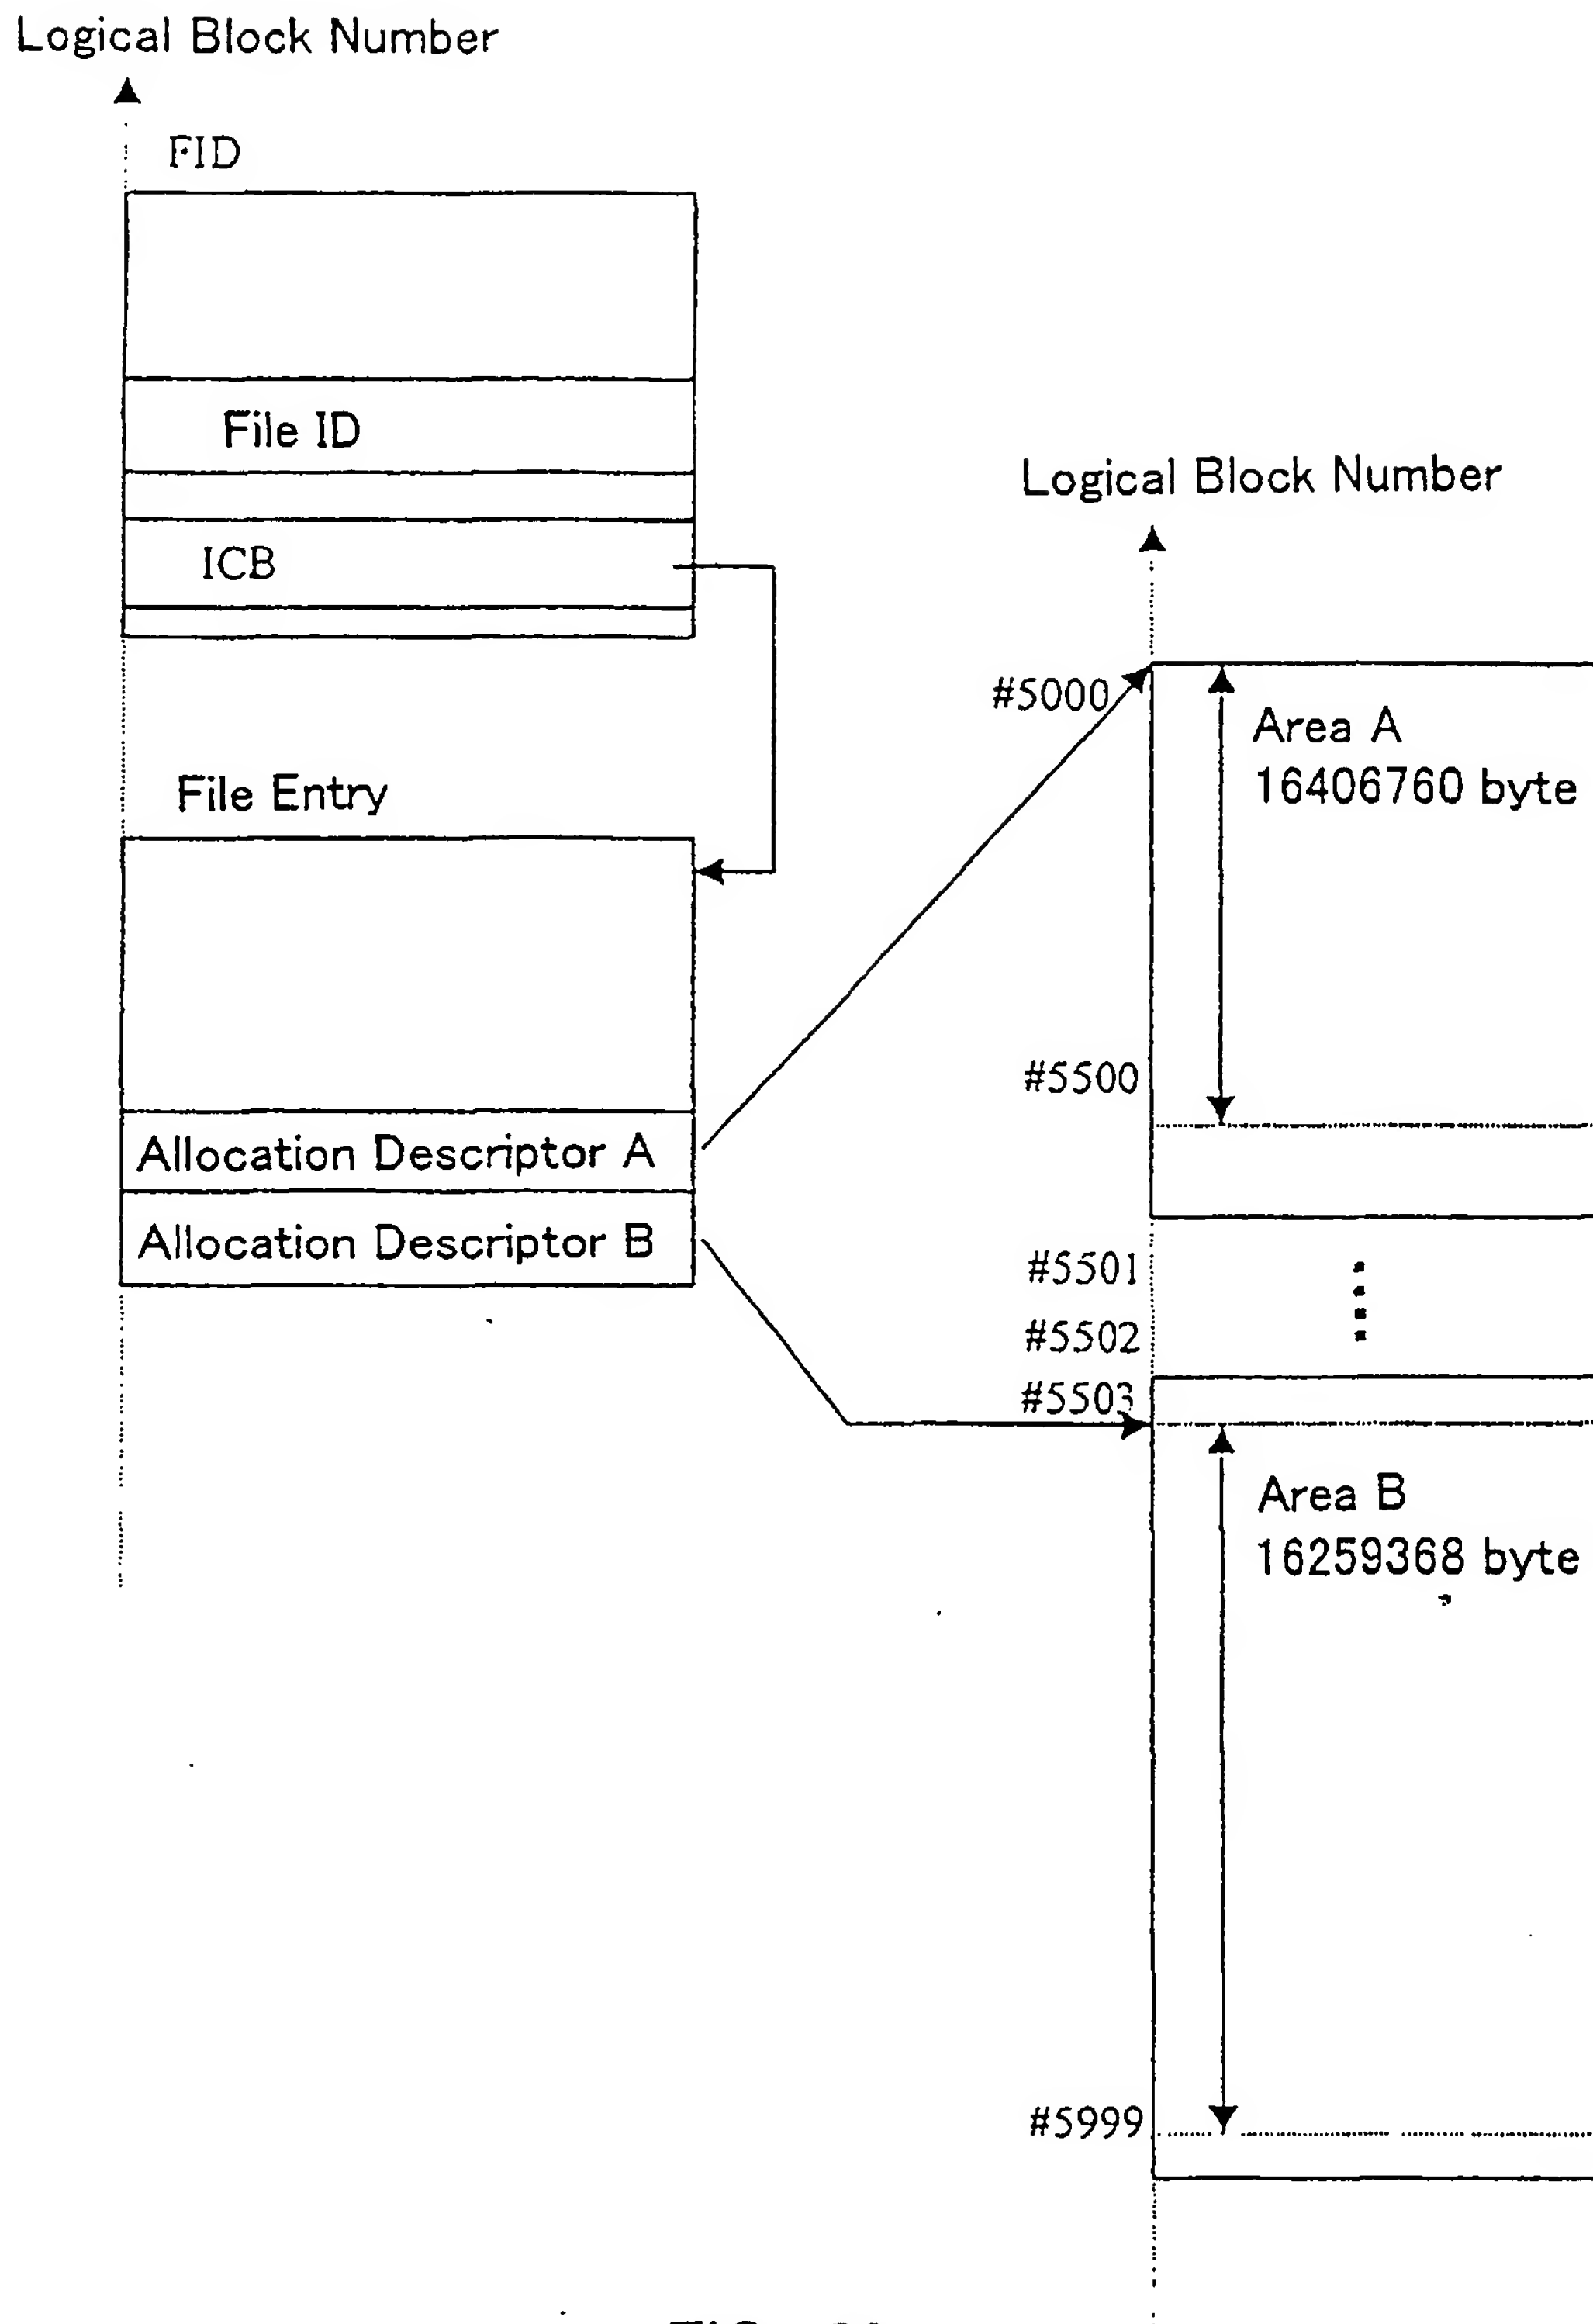 Logical Block Number
FID
File ID
ICB
File Entry
Allocation Descriptor A
Allocation Descriptor B
Logical Block Number
#5000
Area A
16406760 byte
#5500
#5501
#5502
#5503
Area B
16259368 byte
#5999